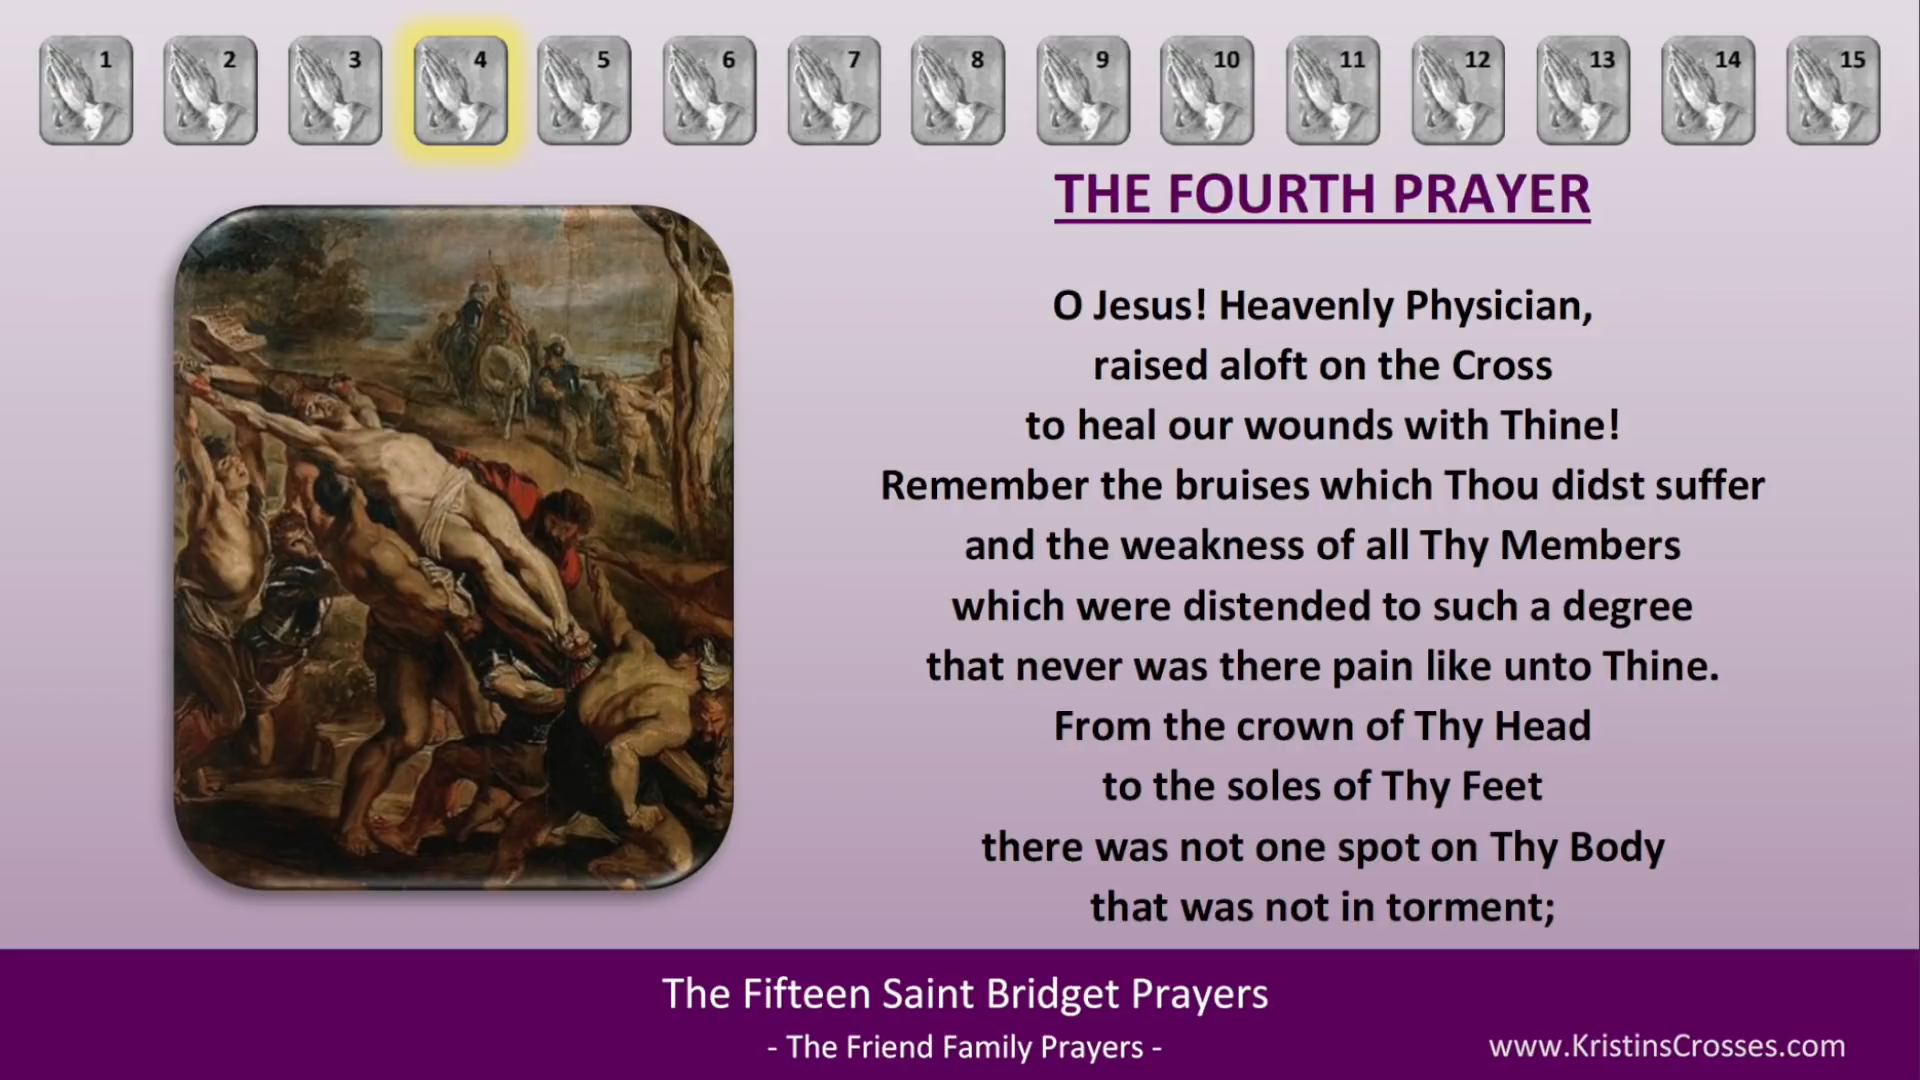 1 2 3 4 5 6 7 8 9 10 11 12 13 14 15
THE FOURTH PRAYER
O Jesus! Heavenly Physician,
raised aloft on the Cross
to heal our wounds with Thine!
Remember the bruises which Thou didst suffer
and the weakness of all Thy Members
which were distended to such a degree
that never was there pain like unto Thine.
From the crown of Thy Head
to the soles of Thy Feet
there was not one spot on Thy Body
that was not in torment;
The Fifteen Saint Bridget Prayers
- The Friend Family Prayers -
www.KristinsCrosses.com